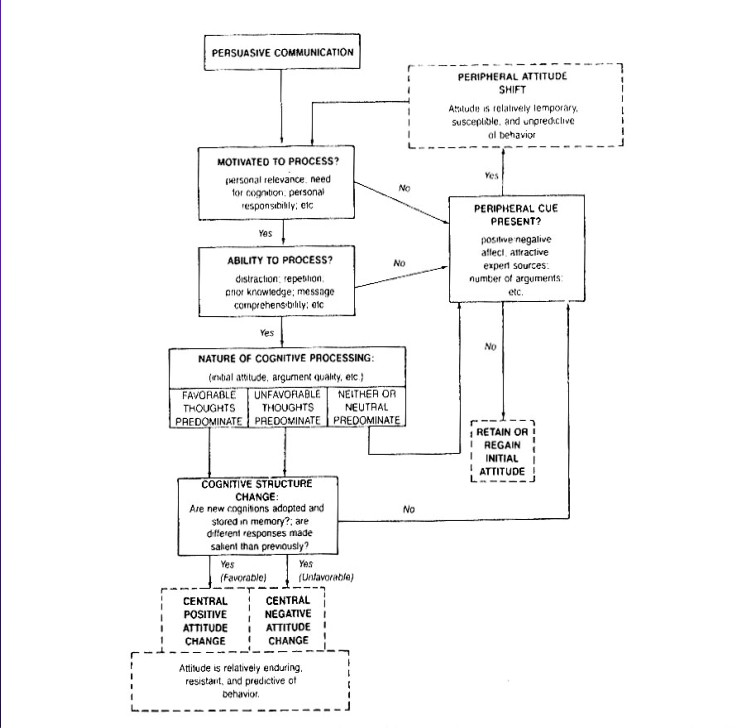 PERSUASIVE COMMUNICATION
PERIPHERAL ATTITUDE
SHIFT
Attitude is relatively temporary,
susceptible, and unpredictive
of behavior
MOTIVATED TO PROCESS?
personal relevance; need
for cognition; personal
responsibility; etc
No
Yes
PERIPHERAL CUE
PRESENT?
positive/negative
affect; attractive
expert sources;
number of arguments;
etc.
Yes
ABILITY TO PROCESS?
distraction; repetition;
prior knowledge; message
comprehensibility; etc
No
Yes
NATURE OF COGNITIVE PROCESSING:
(initial attitude, argument quality, etc.)
FAVORABLE
THOUGHTS
PREDOMINATE
UNFAVORABLE
THOUGHTS
PREDOMINATE
NEITHER OR
NEUTRAL
PREDOMINATE
No
RETAIN OR
REGAIN
INITIAL
ATTITUDE
COGNITIVE STRUCTURE
CHANGE:
Are new cognitions adopted and
stored in memory?; are
different responses made
salient than previously?
No
Yes
(Favorable)
Yes
(Unfavorable)
CENTRAL
POSITIVE
ATTITUDE
CHANGE
CENTRAL
NEGATIVE
ATTITUDE
CHANGE
Attitude is relatively enduring,
resistant, and predictive of
behavior.